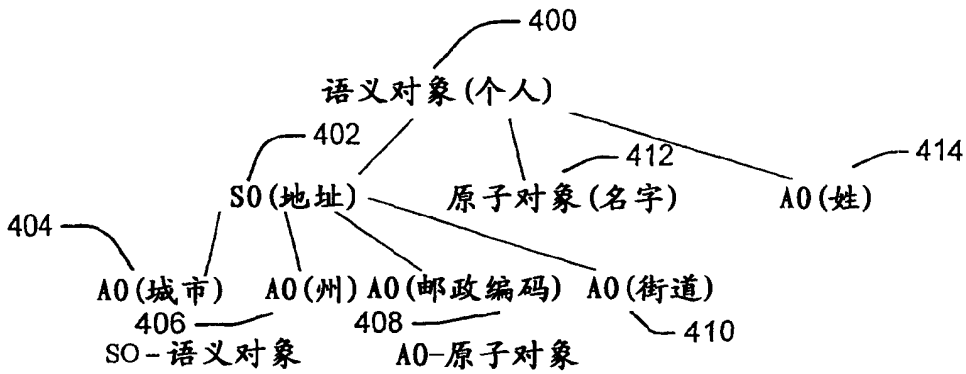 400
语义对象(个人)
402
412
414
SO(地址)
原子对象(名字)
AO(姓)
404
AO(城市)
AO(州)
AO(邮政编码)
AO(街道)
406
408
410
SO-语义对象
AO-原子对象